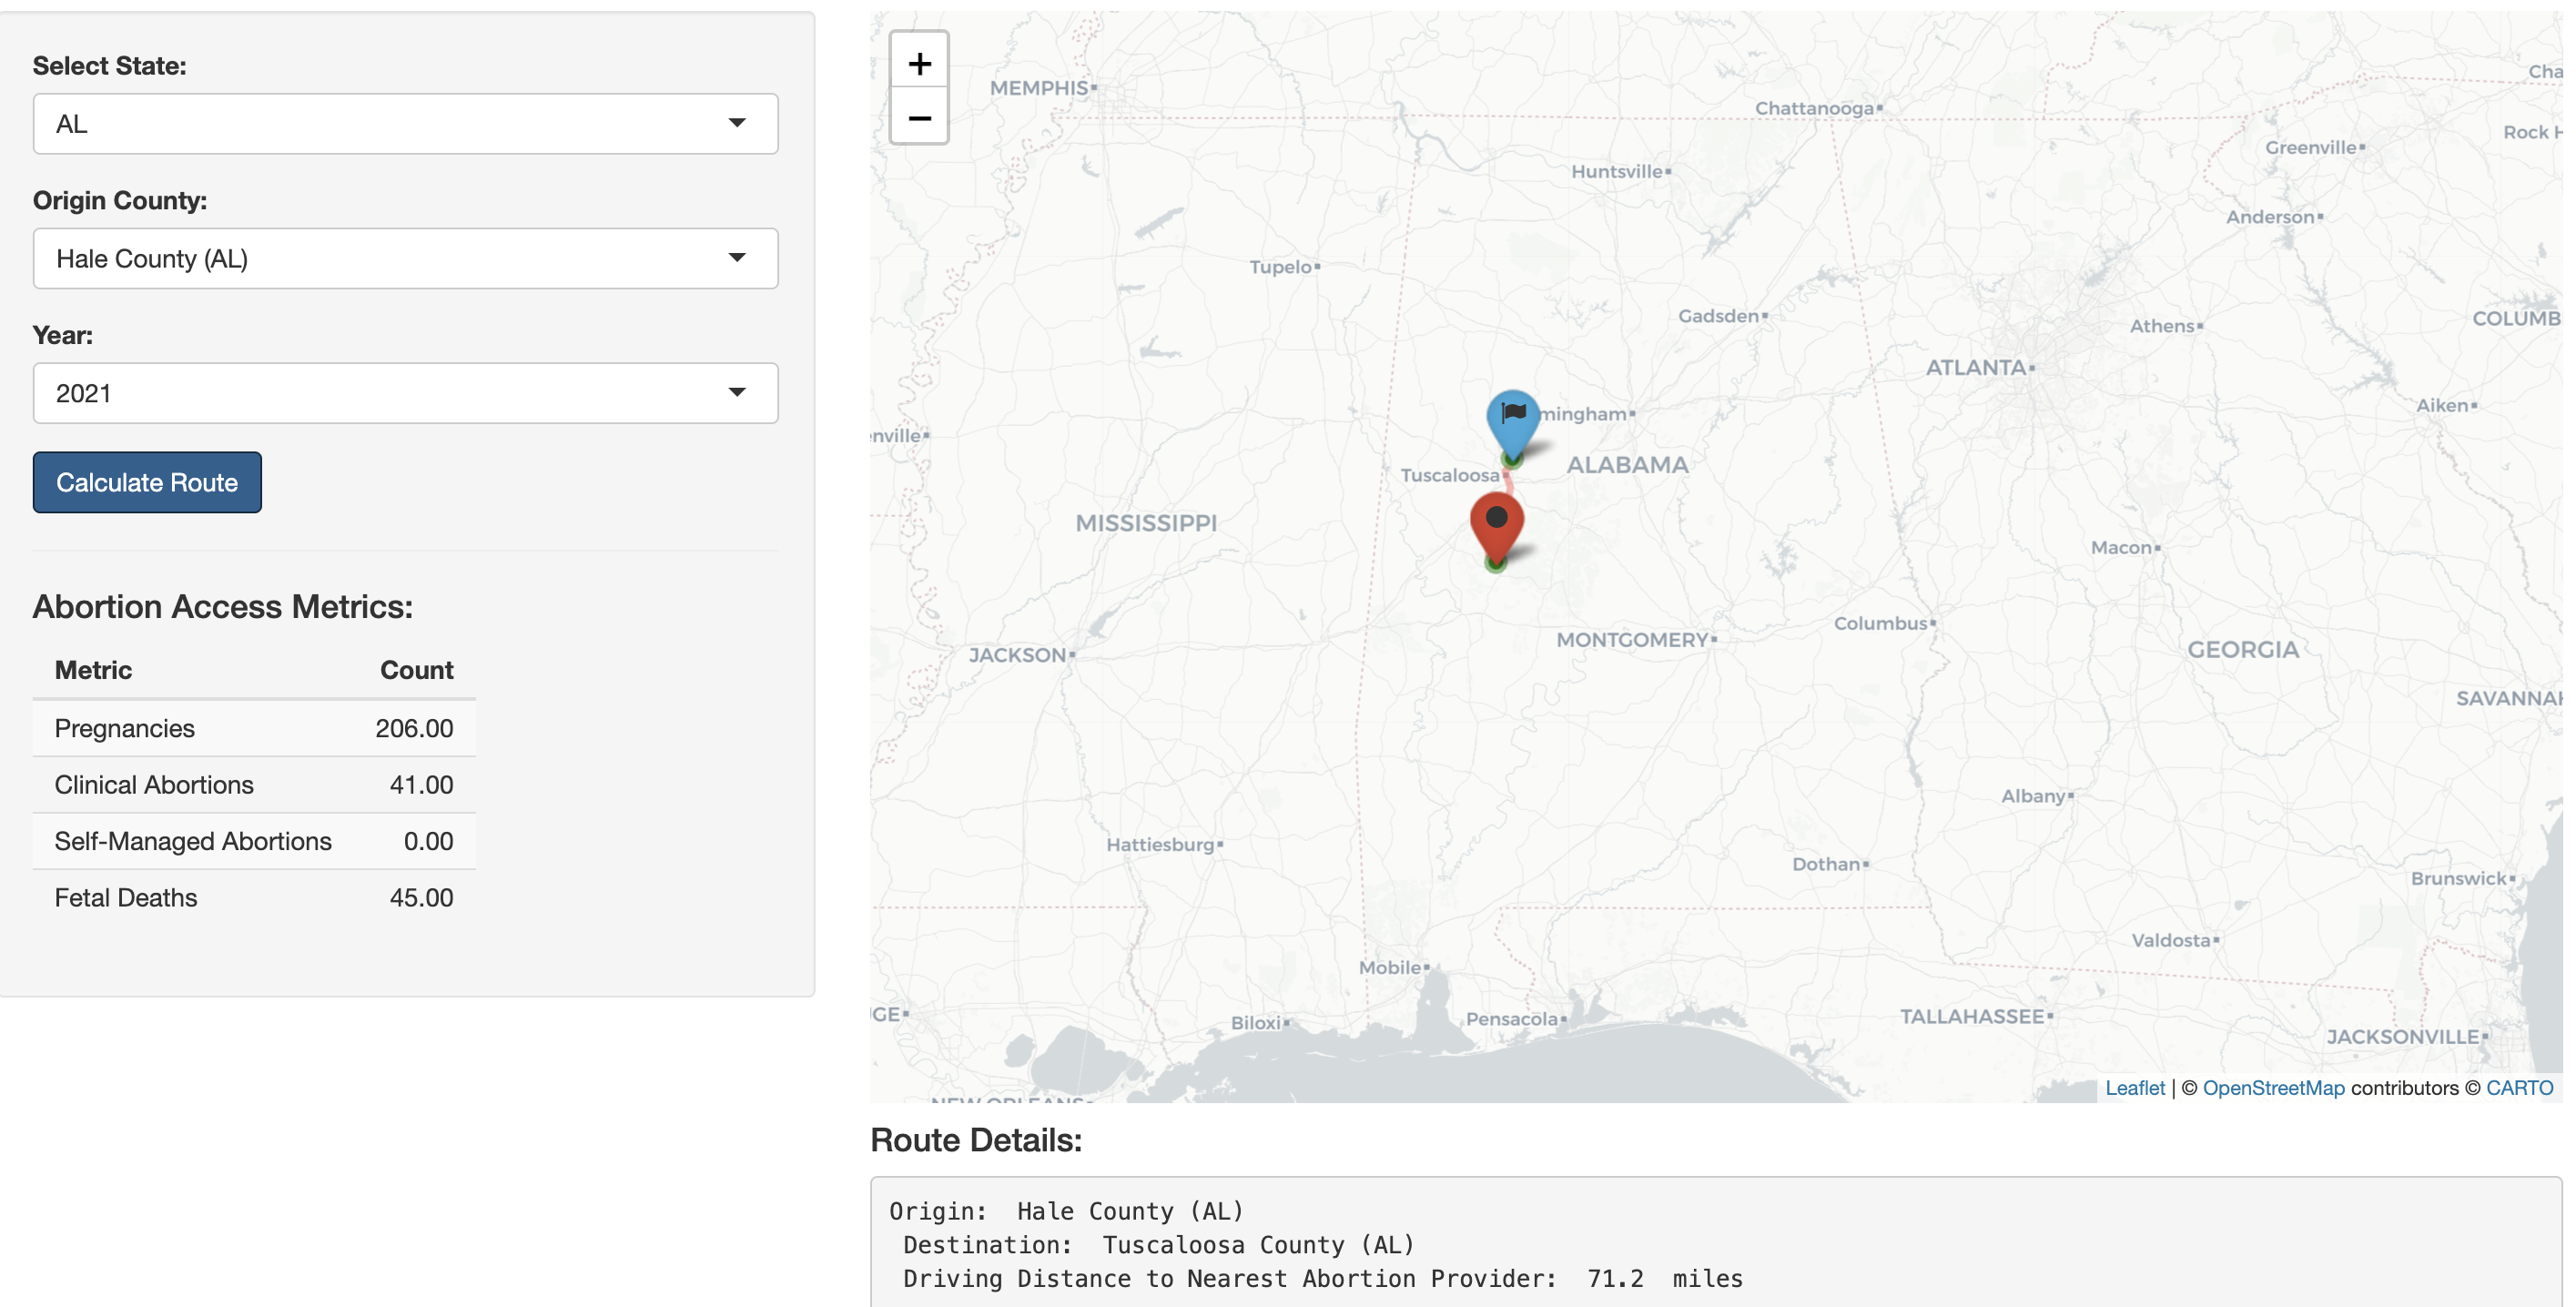 Select State:
AL
Origin County:
Hale County (AL)
Year:
2021
Calculate Route
Abortion Access Metrics:
Metric Count
Pregnancies 206.00
Clinical Abortions 41.00
Self-Managed Abortions 0.00
Fetal Deaths 45.00
+
−
MEMPHIS
Chattanooga
Cha
Rock H
Huntsville
Greenville
Anderson
Tupelo
Gadsden
Athens
COLUMB
ATLANTA
Aiken
mingham
nville
Tuscaloosa
ALABAMA
MISSISSIPPI
Macon
Columbus
MONTGOMERY
JACKSON
GEORGIA
SAVANNAH
Albany
Hattiesburg
Dothan
Brunswick
Valdosta
Mobile
GE
Biloxi
Pensacola
TALLAHASSEE
JACKSONVILLE
NEW ORLEANS
Leaflet | © OpenStreetMap contributors © CARTO
Route Details:
Origin: Hale County (AL)
Destination: Tuscaloosa County (AL)
Driving Distance to Nearest Abortion Provider: 71.2 miles